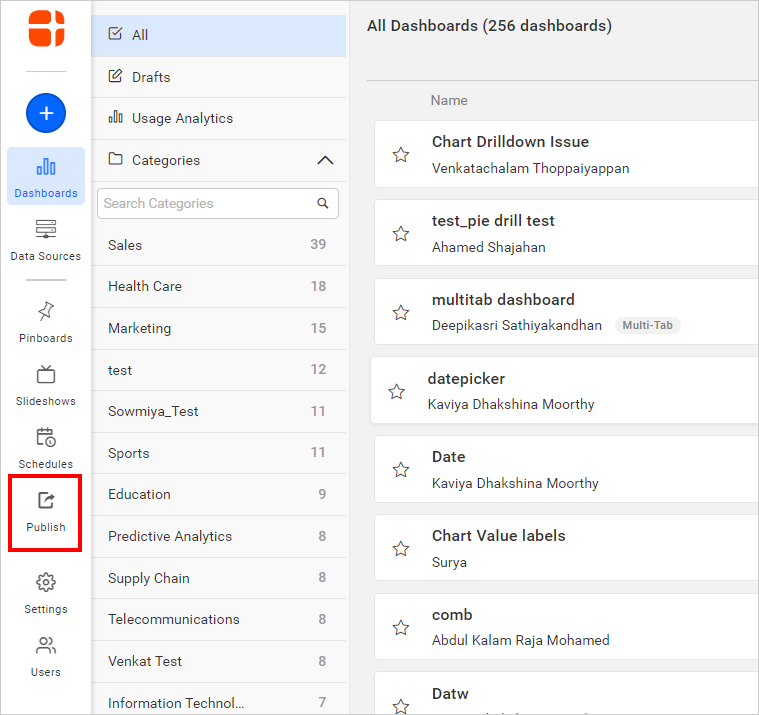 Dashboards
Data Sources
Pinboards
Slideshows
Schedules
Publish
Settings
Users
All
Drafts
Usage Analytics
Categories
Search Categories
Sales 39
Health Care 18
Marketing 15
test 12
Sowmiya_Test 11
Sports 11
Education 9
Predictive Analytics 8
Supply Chain 8
Telecommunications 8
Venkat Test 8
Information Technol... 7
All Dashboards (256 dashboards)
Name
Chart Drilldown Issue
Venkatachalam Thoppaiyappan
test_pie drill test
Ahamed Shajahan
multitab dashboard
Deepikasri Sathiyakandhan Multi-Tab
datepicker
Kaviya Dhakshina Moorthy
Date
Kaviya Dhakshina Moorthy
Chart Value labels
Surya
comb
Abdul Kalam Raja Mohamed
Datw